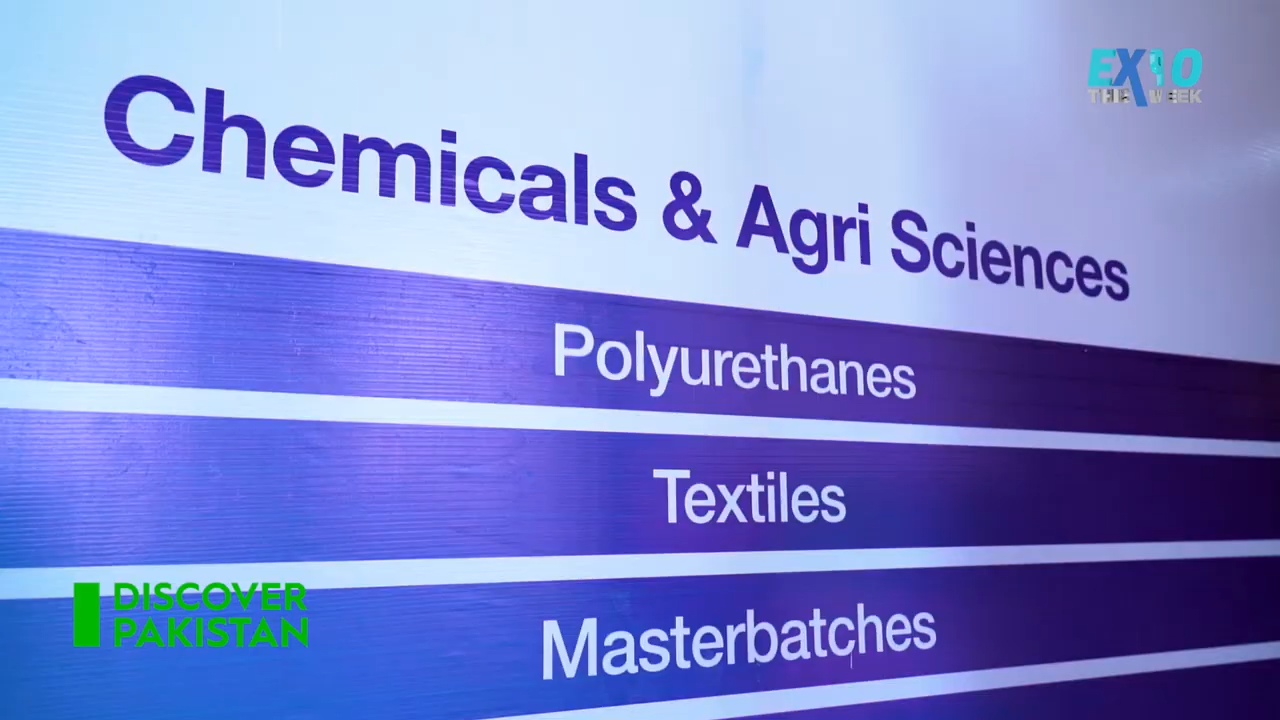 EXPO
THIS WEEK
Chemicals & Agri Sciences
Polyurethanes
Textiles
Masterbatches
DISCOVER
PAKISTAN